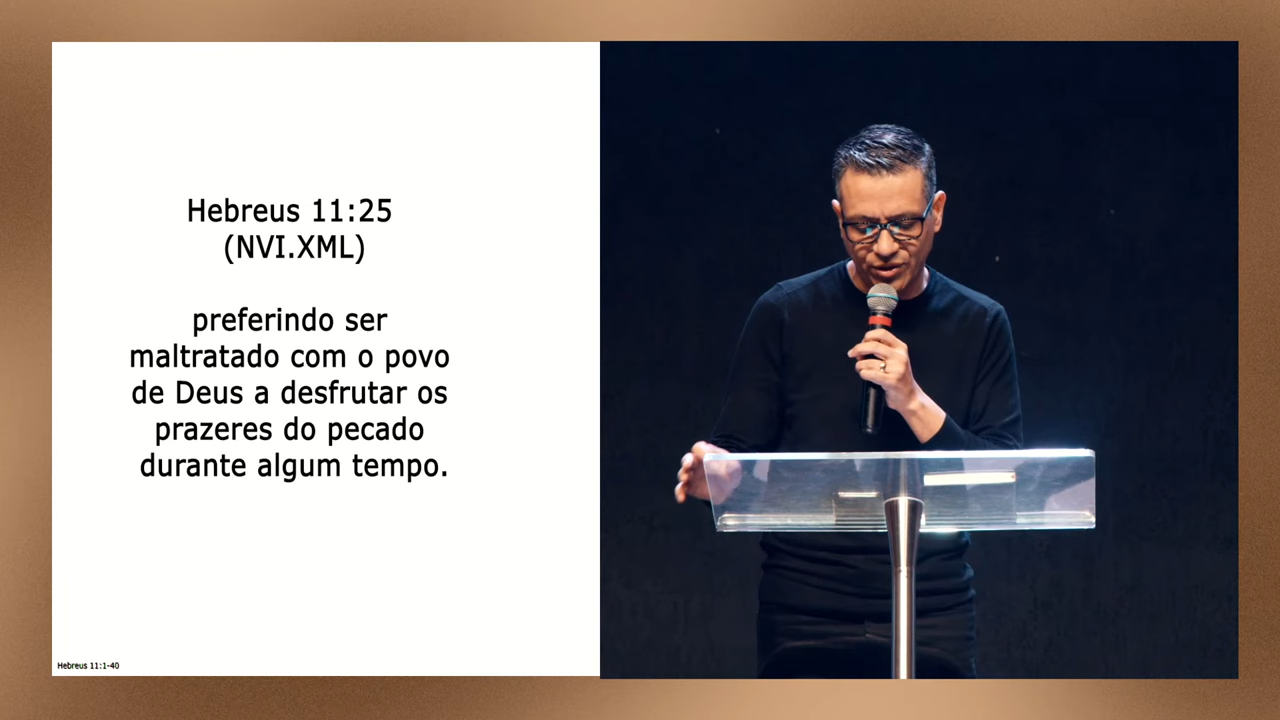 Hebreus 11:25
(NVI.XML)
preferindo ser
maltratado com o povo
de Deus a desfrutar os
prazeres do pecado
durante algum tempo.
Hebreus 11:1-40